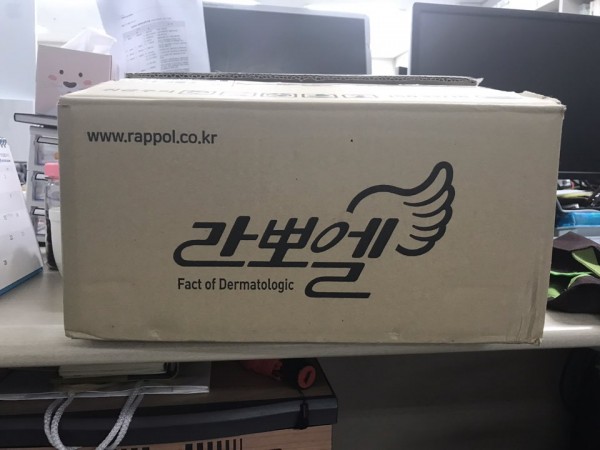 www.rappol.co.kr
라뽀엘
Fact of Dermatologic